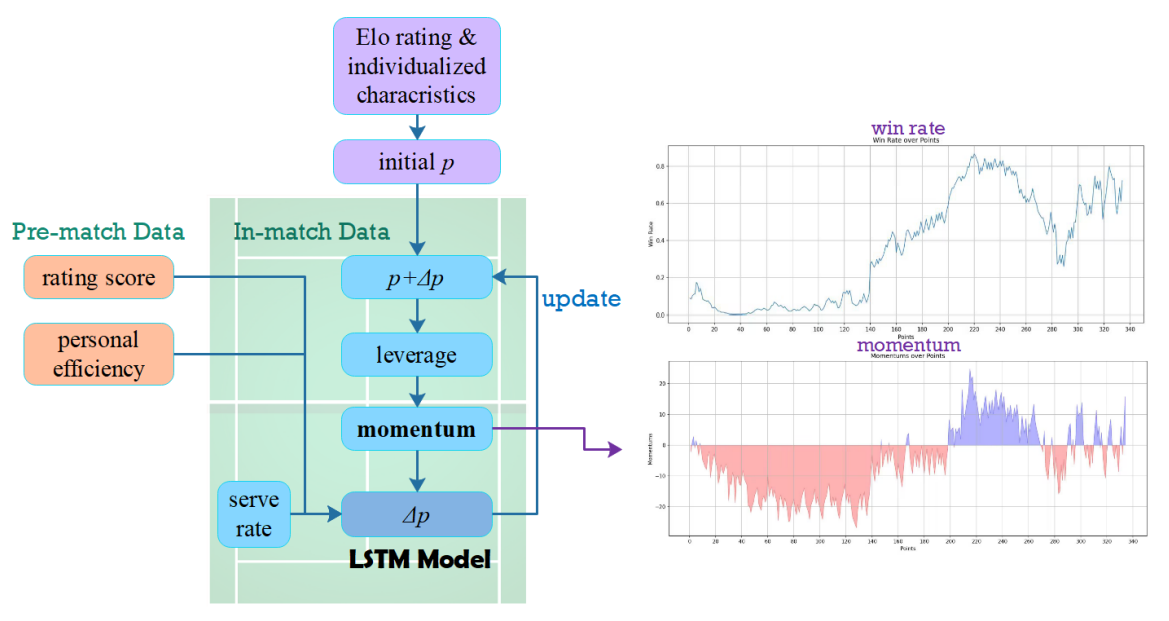 Elo rating &
individualized
characristics
initial p
Pre-match Data
In-match Data
rating score
p+Δp
update
personal
efficiency
leverage
momentum
serve
rate
Δp
LSTM Model
win rate
Win Rate over Points
Win Rate
0.8
0.6
0.4
0.2
0.0
0 20 40 60 80 100 120 140 160 180 200 220 240 260 280 300 320 340
Points
momentum
Momentums over Points
Momentums
20
10
0
−10
−20
0 20 40 60 80 100 120 140 160 180 200 220 240 260 280 300 320 340
Points